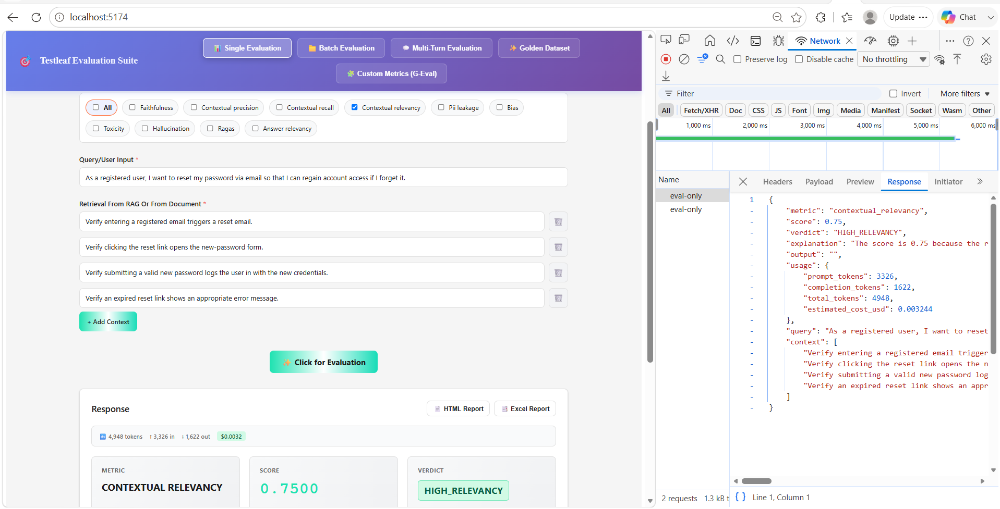 localhost:5174
Update
Chat
Testleaf Evaluation Suite
Single Evaluation
Batch Evaluation
Multi-Turn Evaluation
Golden Dataset
Custom Metrics (G-Eval)
All
Faithfulness
Contextual precision
Contextual recall
Contextual relevancy
Pii leakage
Bias
Toxicity
Hallucination
Ragas
Answer relevancy
Query/User Input *
As a registered user, I want to reset my password via email so that I can regain account access if I forget it.
Retrieval From RAG Or From Document *
Verify entering a registered email triggers a reset email.
Verify clicking the reset link opens the new-password form.
Verify submitting a valid new password logs the user in with the new credentials.
Verify an expired reset link shows an appropriate error message.
+ Add Context
Click for Evaluation
Response
HTML Report
Excel Report
4,948 tokens ↑ 3,326 in ↓ 1,622 out $0.0032
METRIC
CONTEXTUAL RELEVANCY
SCORE
0.7500
VERDICT
HIGH_RELEVANCY
Network
Preserve log
Disable cache
No throttling
Filter
Invert
More filters
All
Fetch/XHR
Doc
CSS
JS
Font
Img
Media
Manifest
Socket
Wasm
Other
1,000 ms
2,000 ms
3,000 ms
4,000 ms
5,000 ms
6,000 ms
Name
eval-only
eval-only
Headers
Payload
Preview
Response
Initiator
1 {
- "metric": "contextual_relevancy",
- "score": 0.75,
- "verdict": "HIGH_RELEVANCY",
- "explanation": "The score is 0.75 because the r
- "output": "",
- "usage": {
- "prompt_tokens": 3326,
- "completion_tokens": 1622,
- "total_tokens": 4948,
- "estimated_cost_usd": 0.003244
- },
- "query": "As a registered user, I want to reset
- "context": [
- "Verify entering a registered email trigger
- "Verify clicking the reset link opens the n
- "Verify submitting a valid new password log
- "Verify an expired reset link shows an appr
- ]
- }
2 requests 1.3 kB t
{ } Line 1, Column 1